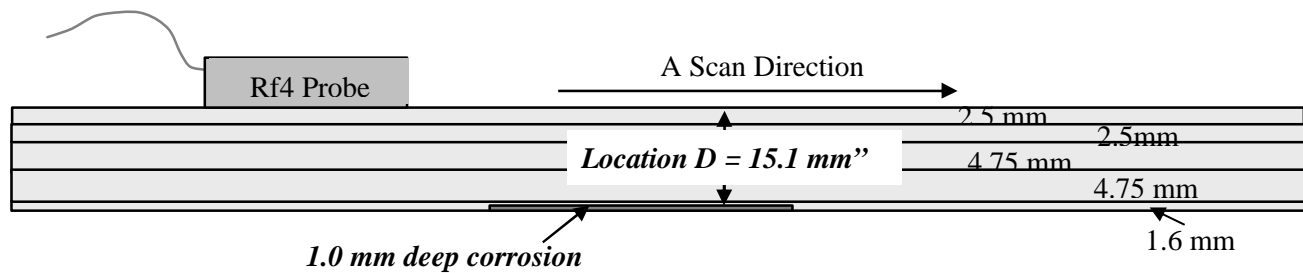 A Scan Direction
Rf4 Probe
2.5 mm
2.5mm
Location D = 15.1 mm”
4.75 mm
4.75 mm
1.6 mm
1.0 mm deep corrosion